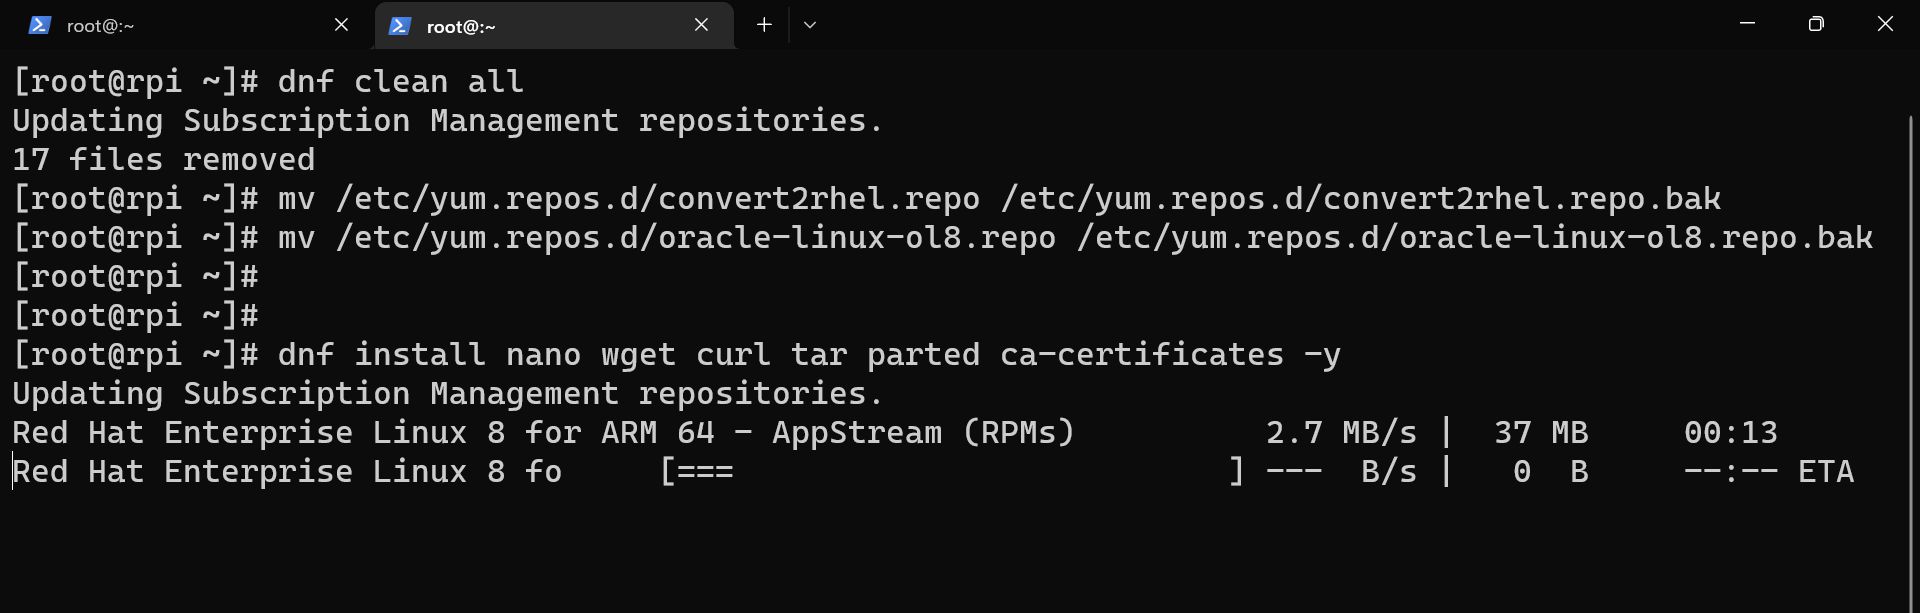 root@:~
root@:~
[root@rpi ~]# dnf clean all
Updating Subscription Management repositories.
17 files removed
[root@rpi ~]# mv /etc/yum.repos.d/convert2rhel.repo /etc/yum.repos.d/convert2rhel.repo.bak
[root@rpi ~]# mv /etc/yum.repos.d/oracle-linux-ol8.repo /etc/yum.repos.d/oracle-linux-ol8.repo.bak
[root@rpi ~]#
[root@rpi ~]#
[root@rpi ~]# dnf install nano wget curl tar parted ca-certificates -y
Updating Subscription Management repositories.
Red Hat Enterprise Linux 8 for ARM 64 - AppStream (RPMs)          2.7 MB/s |  37 MB     00:13
Red Hat Enterprise Linux 8 fo     [===                          ] ---  B/s |   0  B     --:-- ETA